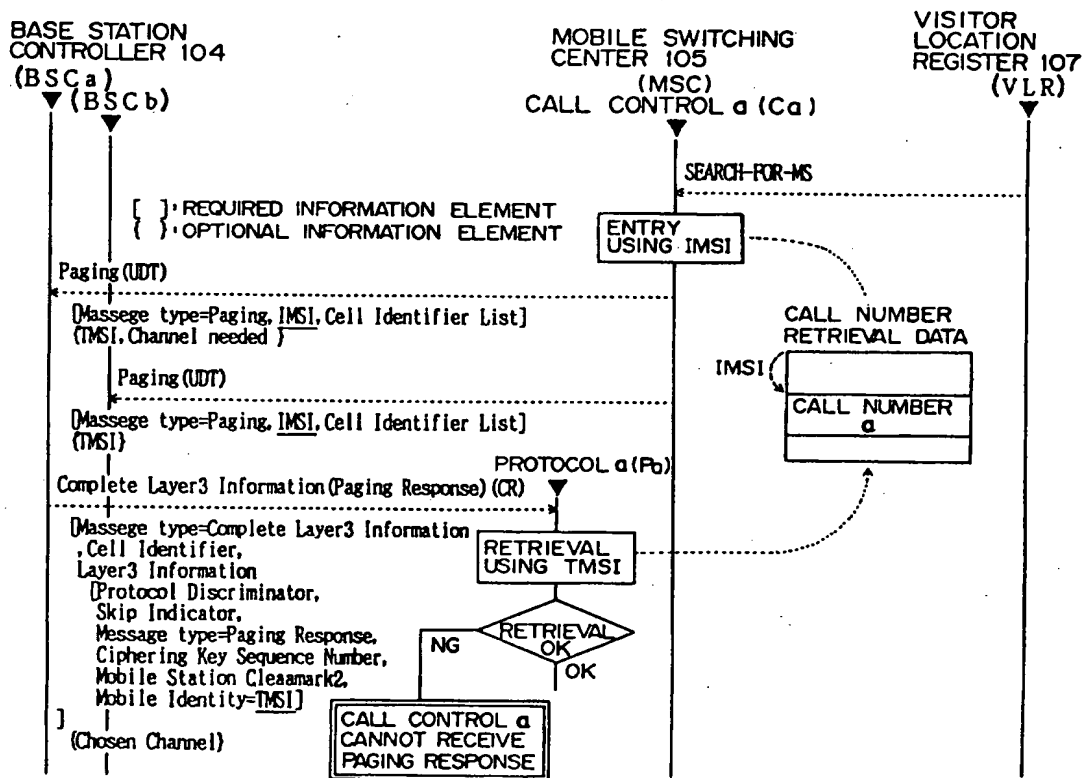 BASE STATION
CONTROLLER 104
(BSCa)
(BSCb)
MOBILE SWITCHING
CENTER 105
(MSC)
CALL CONTROL a (Ca)
VISITOR
LOCATION
REGISTER 107
(VLR)
SEARCH-FOR-MS
[ ]: REQUIRED INFORMATION ELEMENT
{ }: OPTIONAL INFORMATION ELEMENT
ENTRY
USING IMSI
Paging(UDT)
[Massege type=Paging, IMSI, Cell Identifier List]
{TMSI, Channel needed }
CALL NUMBER
RETRIEVAL DATA
IMSI
CALL NUMBER
a
Paging(UDT)
[Massege type=Paging, IMSI, Cell Identifier List]
{TMSI}
PROTOCOL a(Pa)
Complete Layer3 Information(Paging Response)(CR)
[Massege type=Complete Layer3 Information
,Cell Identifier,
Layer3 Information
[Protocol Discriminator,
Skip Indicator,
Message type=Paging Response,
Ciphering Key Sequence Number,
Mobile Station Cleaamark2,
Mobile Identity=TMSI]
]
{Chosen Channel}
RETRIEVAL
USING TMSI
RETRIEVAL
OK
NG
OK
CALL CONTROL a
CANNOT RECEIVE
PAGING RESPONSE